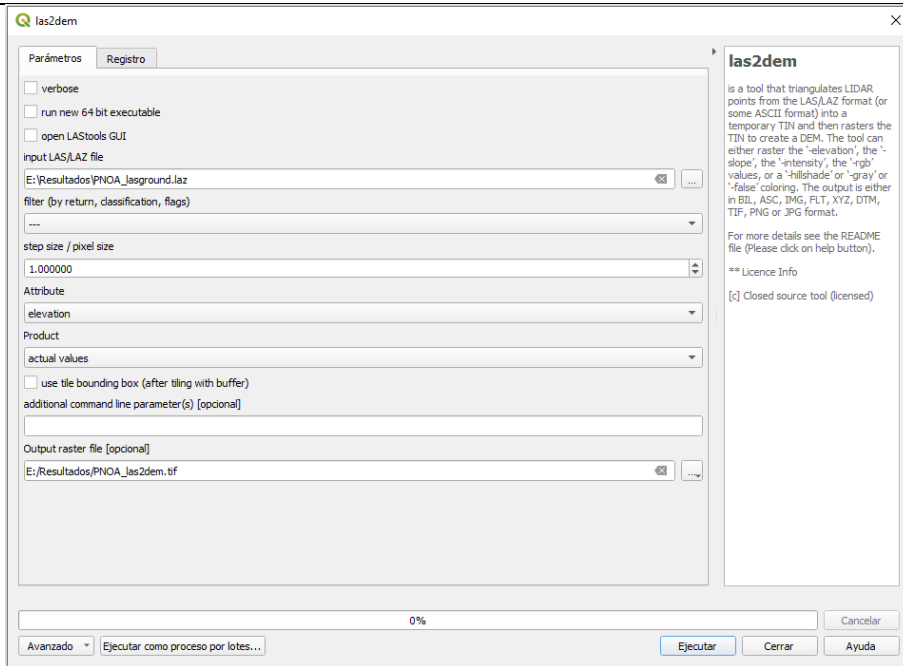 las2dem
Parámetros
Registro
verbose
run new 64 bit executable
open LAStools GUI
input LAS/LAZ file
E:\Resultados\PNOA_lasground.laz
...
filter (by return, classification, flags)
---
step size / pixel size
1.000000
Attribute
elevation
Product
actual values
use tile bounding box (after tiling with buffer)
additional command line parameter(s) [opcional]
Output raster file [opcional]
E:/Resultados/PNOA_las2dem.tif
...
las2dem
is a tool that triangulates LIDAR
points from the LAS/LAZ format (or
some ASCII format) into a
temporary TIN and then rasters the
TIN to create a DEM. The tool can
either raster the '-elevation', the '-
slope', the '-intensity', the '-rgb'
values, or a '-hillshade' or '-gray' or
'-false' coloring. The output is either
in BIL, ASC, IMG, FLT, XYZ, DTM,
TIF, PNG or JPG format.
For more details see the README
file (Please click on help button).
** Licence Info
[c] Closed source tool (licensed)
0%
Cancelar
Avanzado
Ejecutar como proceso por lotes...
Ejecutar
Cerrar
Ayuda